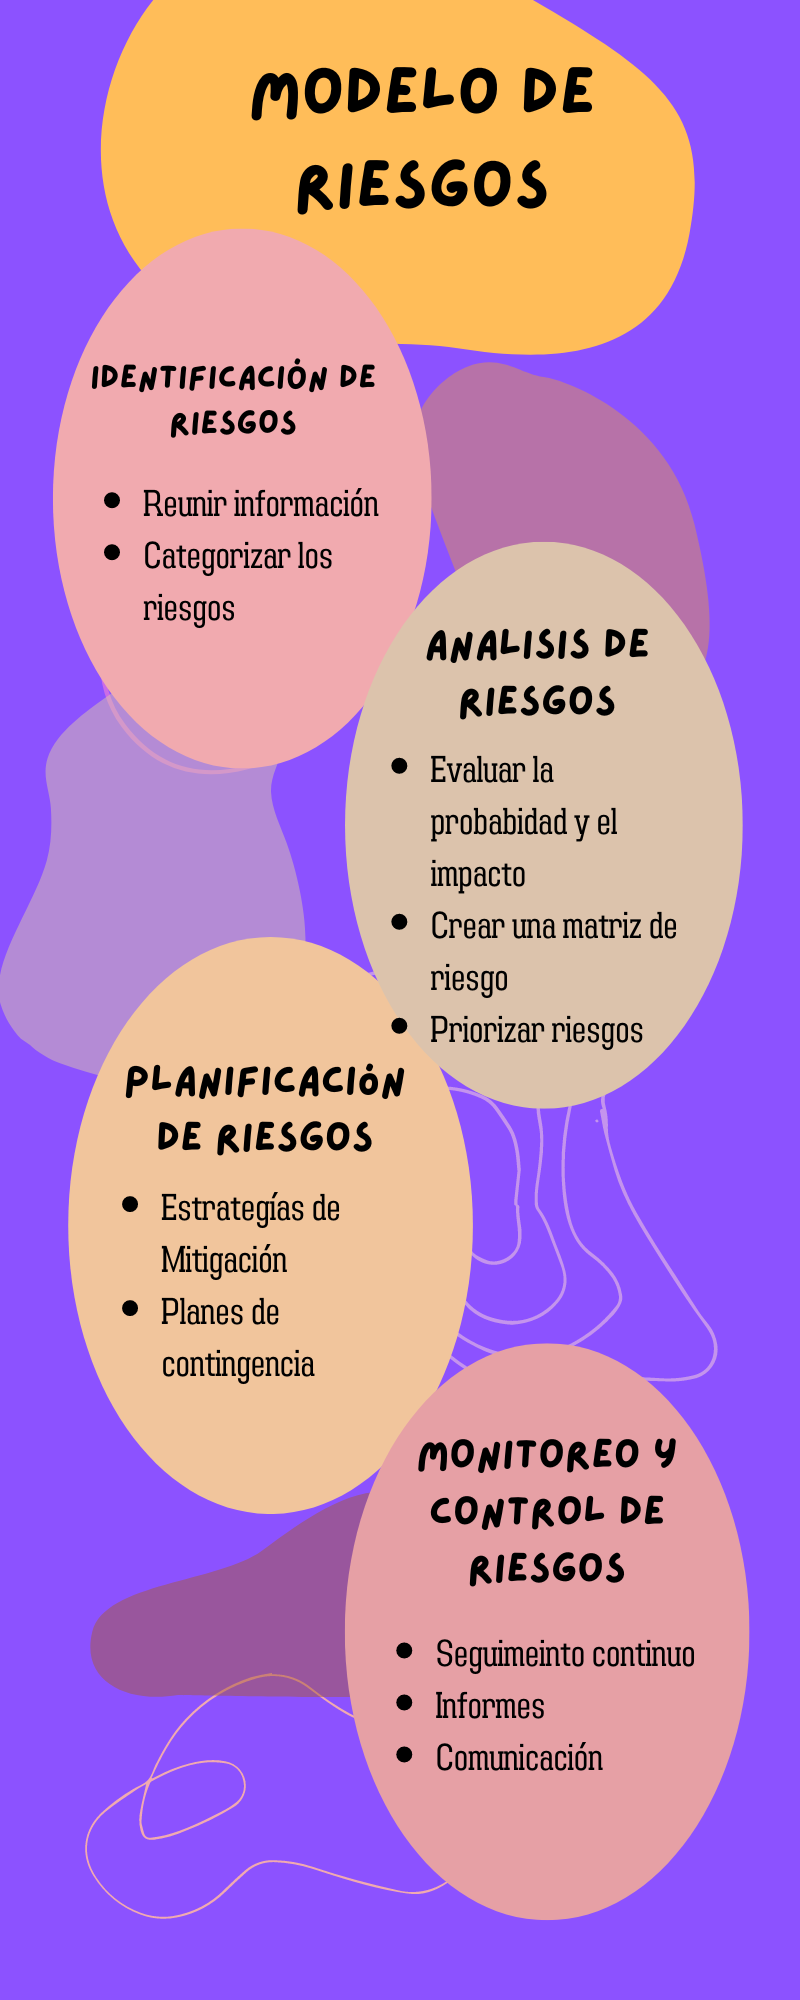 MODELO DE
RIESGOS
IDENTIFICACIÓN DE
RIESGOS
• Reunir información
• Categorizar los
riesgos
ANALISIS DE
RIESGOS
• Evaluar la
probabidad y el
impacto
• Crear una matriz de
riesgo
• Priorizar riesgos
PLANIFICACIÓN
DE RIESGOS
• Estrategías de
Mitigación
• Planes de
contingencia
MONITOREO Y
CONTROL DE
RIESGOS
• Seguimeinto continuo
• Informes
• Comunicación